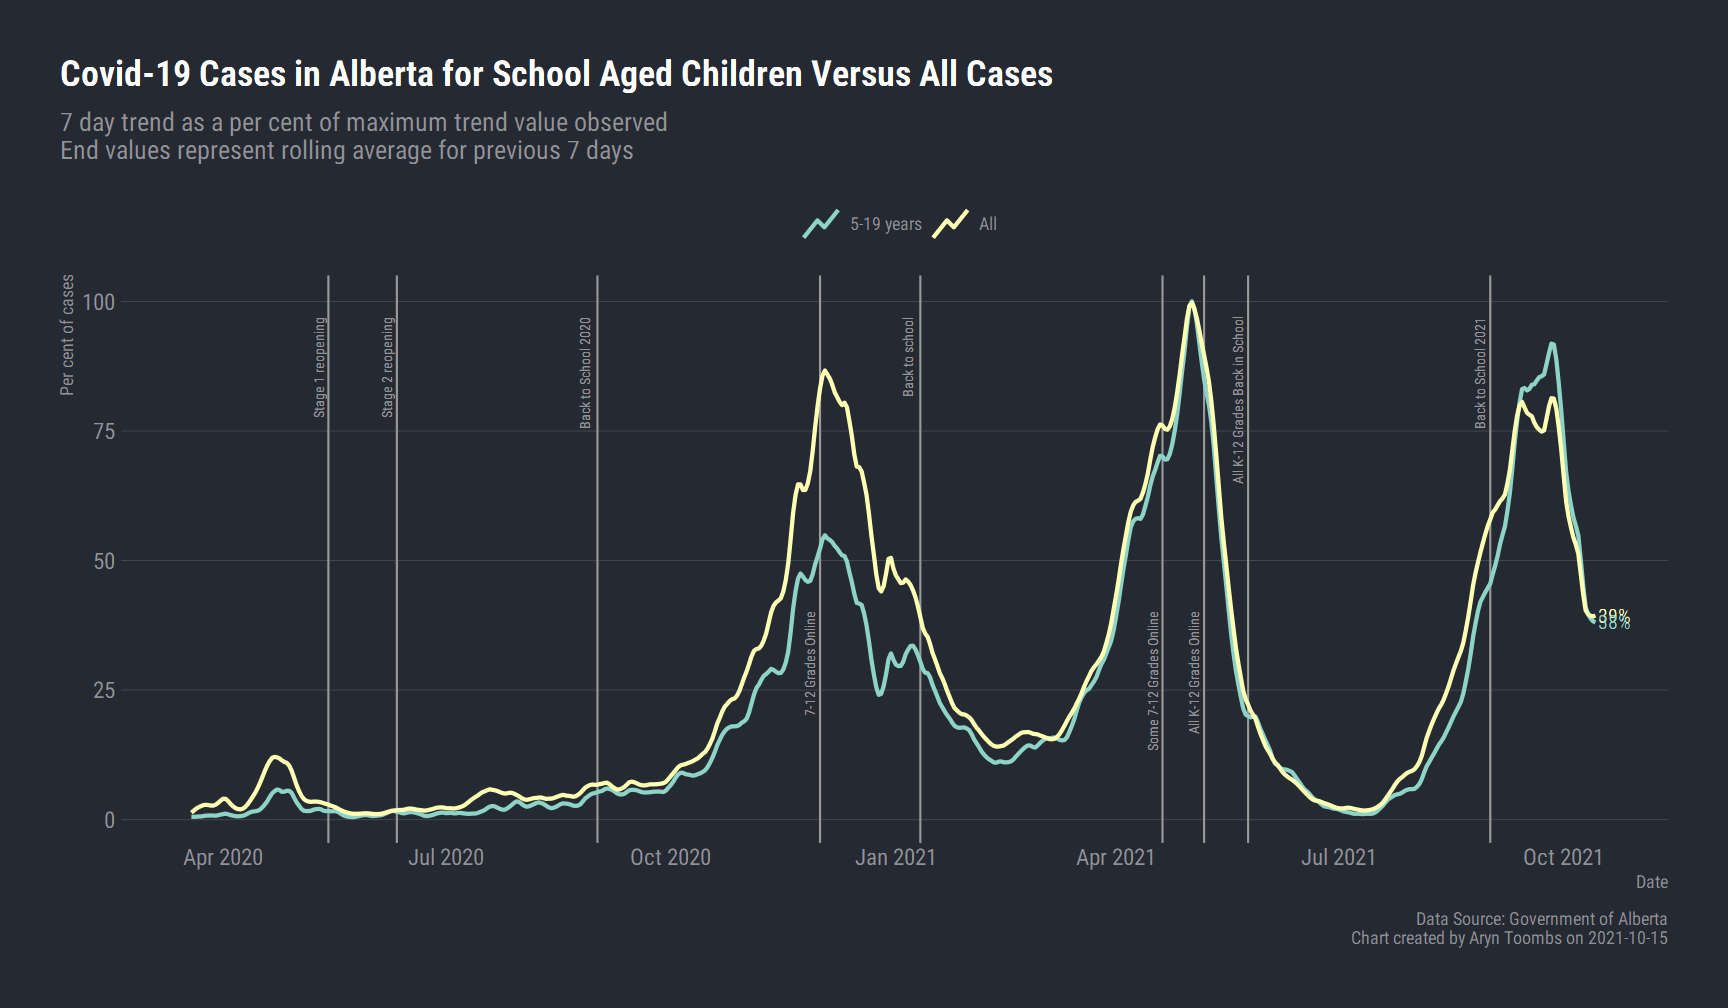 Covid-19 Cases in Alberta for School Aged Children Versus All Cases
7 day trend as a per cent of maximum trend value observed
End values represent rolling average for previous 7 days
5-19 years
All
Per cent of cases
100
75
50
25
0
Stage 1 reopening
Stage 2 reopening
Back to School 2020
7-12 Grades Online
Back to school
Some 7-12 Grades Online
All K-12 Grades Online
All K-12 Grades Back in School
Back to School 2021
39%
38%
Apr 2020
Jul 2020
Oct 2020
Jan 2021
Apr 2021
Jul 2021
Oct 2021
Date
Data Source: Government of Alberta
Chart created by Aryn Toombs on 2021-10-15